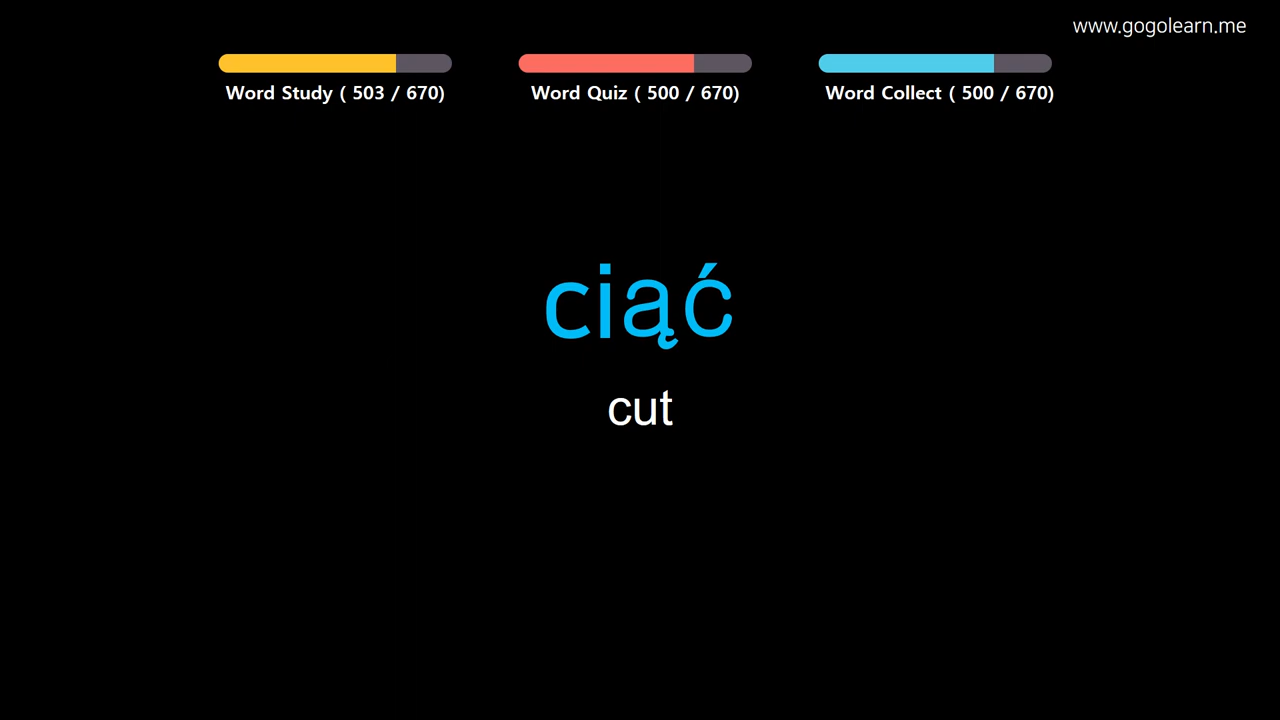 www.gogolearn.me
Word Study ( 503 / 670)
Word Quiz ( 500 / 670)
Word Collect ( 500 / 670)
ciąć
cut